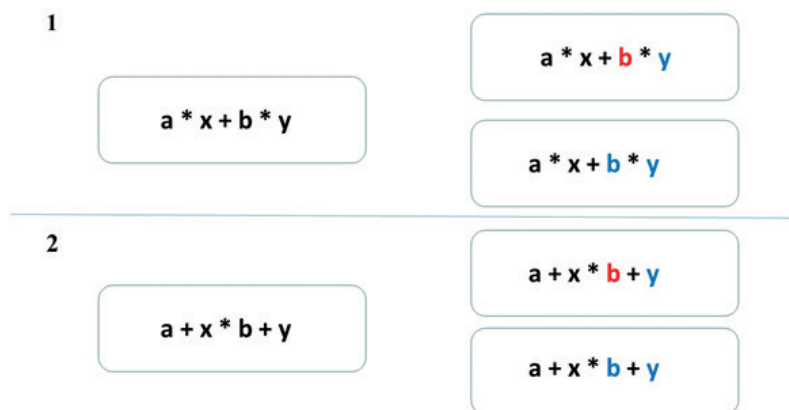 1
a * x + b * y
a * x + b * y
a * x + b * y
2
a + x * b + y
a + x * b + y
a + x * b + y